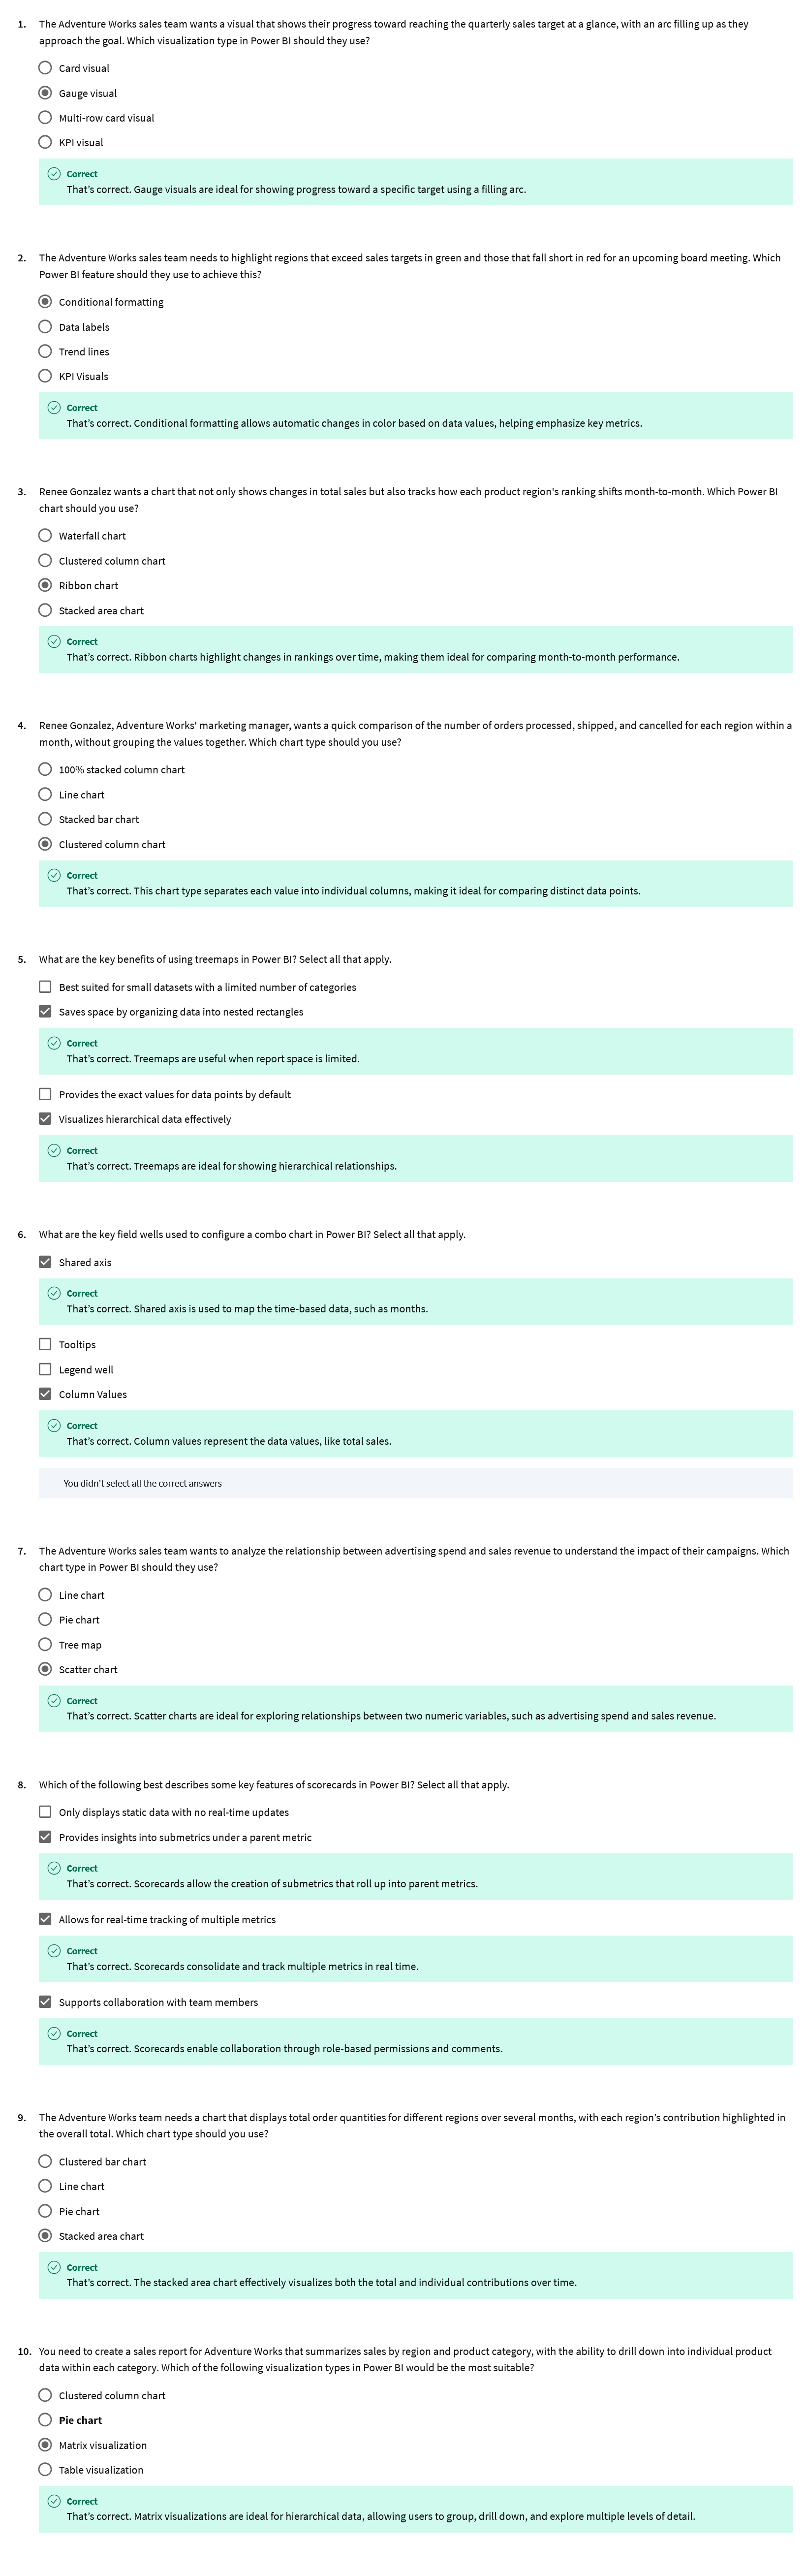 1. The Adventure Works sales team wants a visual that shows their progress toward reaching the quarterly sales target at a glance, with an arc filling up as they
approach the goal. Which visualization type in Power BI should they use?
Card visual
Gauge visual
Multi-row card visual
KPI visual
Correct
That's correct. Gauge visuals are ideal for showing progress toward a specific target using a filling arc.
2. The Adventure Works sales team needs to highlight regions that exceed sales targets in green and those that fall short in red for an upcoming board meeting. Which
Power BI feature should they use to achieve this?
Conditional formatting
Data labels
Trend lines
KPI Visuals
Correct
That's correct. Conditional formatting allows automatic changes in color based on data values, helping emphasize key metrics.
3. Renee Gonzalez wants a chart that not only shows changes in total sales but also tracks how each product region's ranking shifts month-to-month. Which Power BI
chart should you use?
Waterfall chart
Clustered column chart
Ribbon chart
Stacked area chart
Correct
That's correct. Ribbon charts highlight changes in rankings over time, making them ideal for comparing month-to-month performance.
4. Renee Gonzalez, Adventure Works' marketing manager, wants a quick comparison of the number of orders processed, shipped, and cancelled for each region within a
month, without grouping the values together. Which chart type should you use?
100% stacked column chart
Line chart
Stacked bar chart
Clustered column chart
Correct
That's correct. This chart type separates each value into individual columns, making it ideal for comparing distinct data points.
5. What are the key benefits of using treemaps in Power BI? Select all that apply.
Best suited for small datasets with a limited number of categories
Saves space by organizing data into nested rectangles
Correct
That's correct. Treemaps are useful when report space is limited.
Provides the exact values for data points by default
Visualizes hierarchical data effectively
Correct
That's correct. Treemaps are ideal for showing hierarchical relationships.
6. What are the key field wells used to configure a combo chart in Power BI? Select all that apply.
Shared axis
Correct
That's correct. Shared axis is used to map the time-based data, such as months.
Tooltips
Legend well
Column Values
Correct
That's correct. Column values represent the data values, like total sales.
You didn't select all the correct answers
7. The Adventure Works sales team wants to analyze the relationship between advertising spend and sales revenue to understand the impact of their campaigns. Which
chart type in Power BI should they use?
Line chart
Pie chart
Tree map
Scatter chart
Correct
That's correct. Scatter charts are ideal for exploring relationships between two numeric variables, such as advertising spend and sales revenue.
8. Which of the following best describes some key features of scorecards in Power BI? Select all that apply.
Only displays static data with no real-time updates
Provides insights into submetrics under a parent metric
Correct
That's correct. Scorecards allow the creation of submetrics that roll up into parent metrics.
Allows for real-time tracking of multiple metrics
Correct
That's correct. Scorecards consolidate and track multiple metrics in real time.
Supports collaboration with team members
Correct
That's correct. Scorecards enable collaboration through role-based permissions and comments.
9. The Adventure Works team needs a chart that displays total order quantities for different regions over several months, with each region's contribution highlighted in
the overall total. Which chart type should you use?
Clustered bar chart
Line chart
Pie chart
Stacked area chart
Correct
That's correct. The stacked area chart effectively visualizes both the total and individual contributions over time.
10. You need to create a sales report for Adventure Works that summarizes sales by region and product category, with the ability to drill down into individual product
data within each category. Which of the following visualization types in Power BI would be the most suitable?
Clustered column chart
Pie chart
Matrix visualization
Table visualization
Correct
That's correct. Matrix visualizations are ideal for hierarchical data, allowing users to group, drill down, and explore multiple levels of detail.